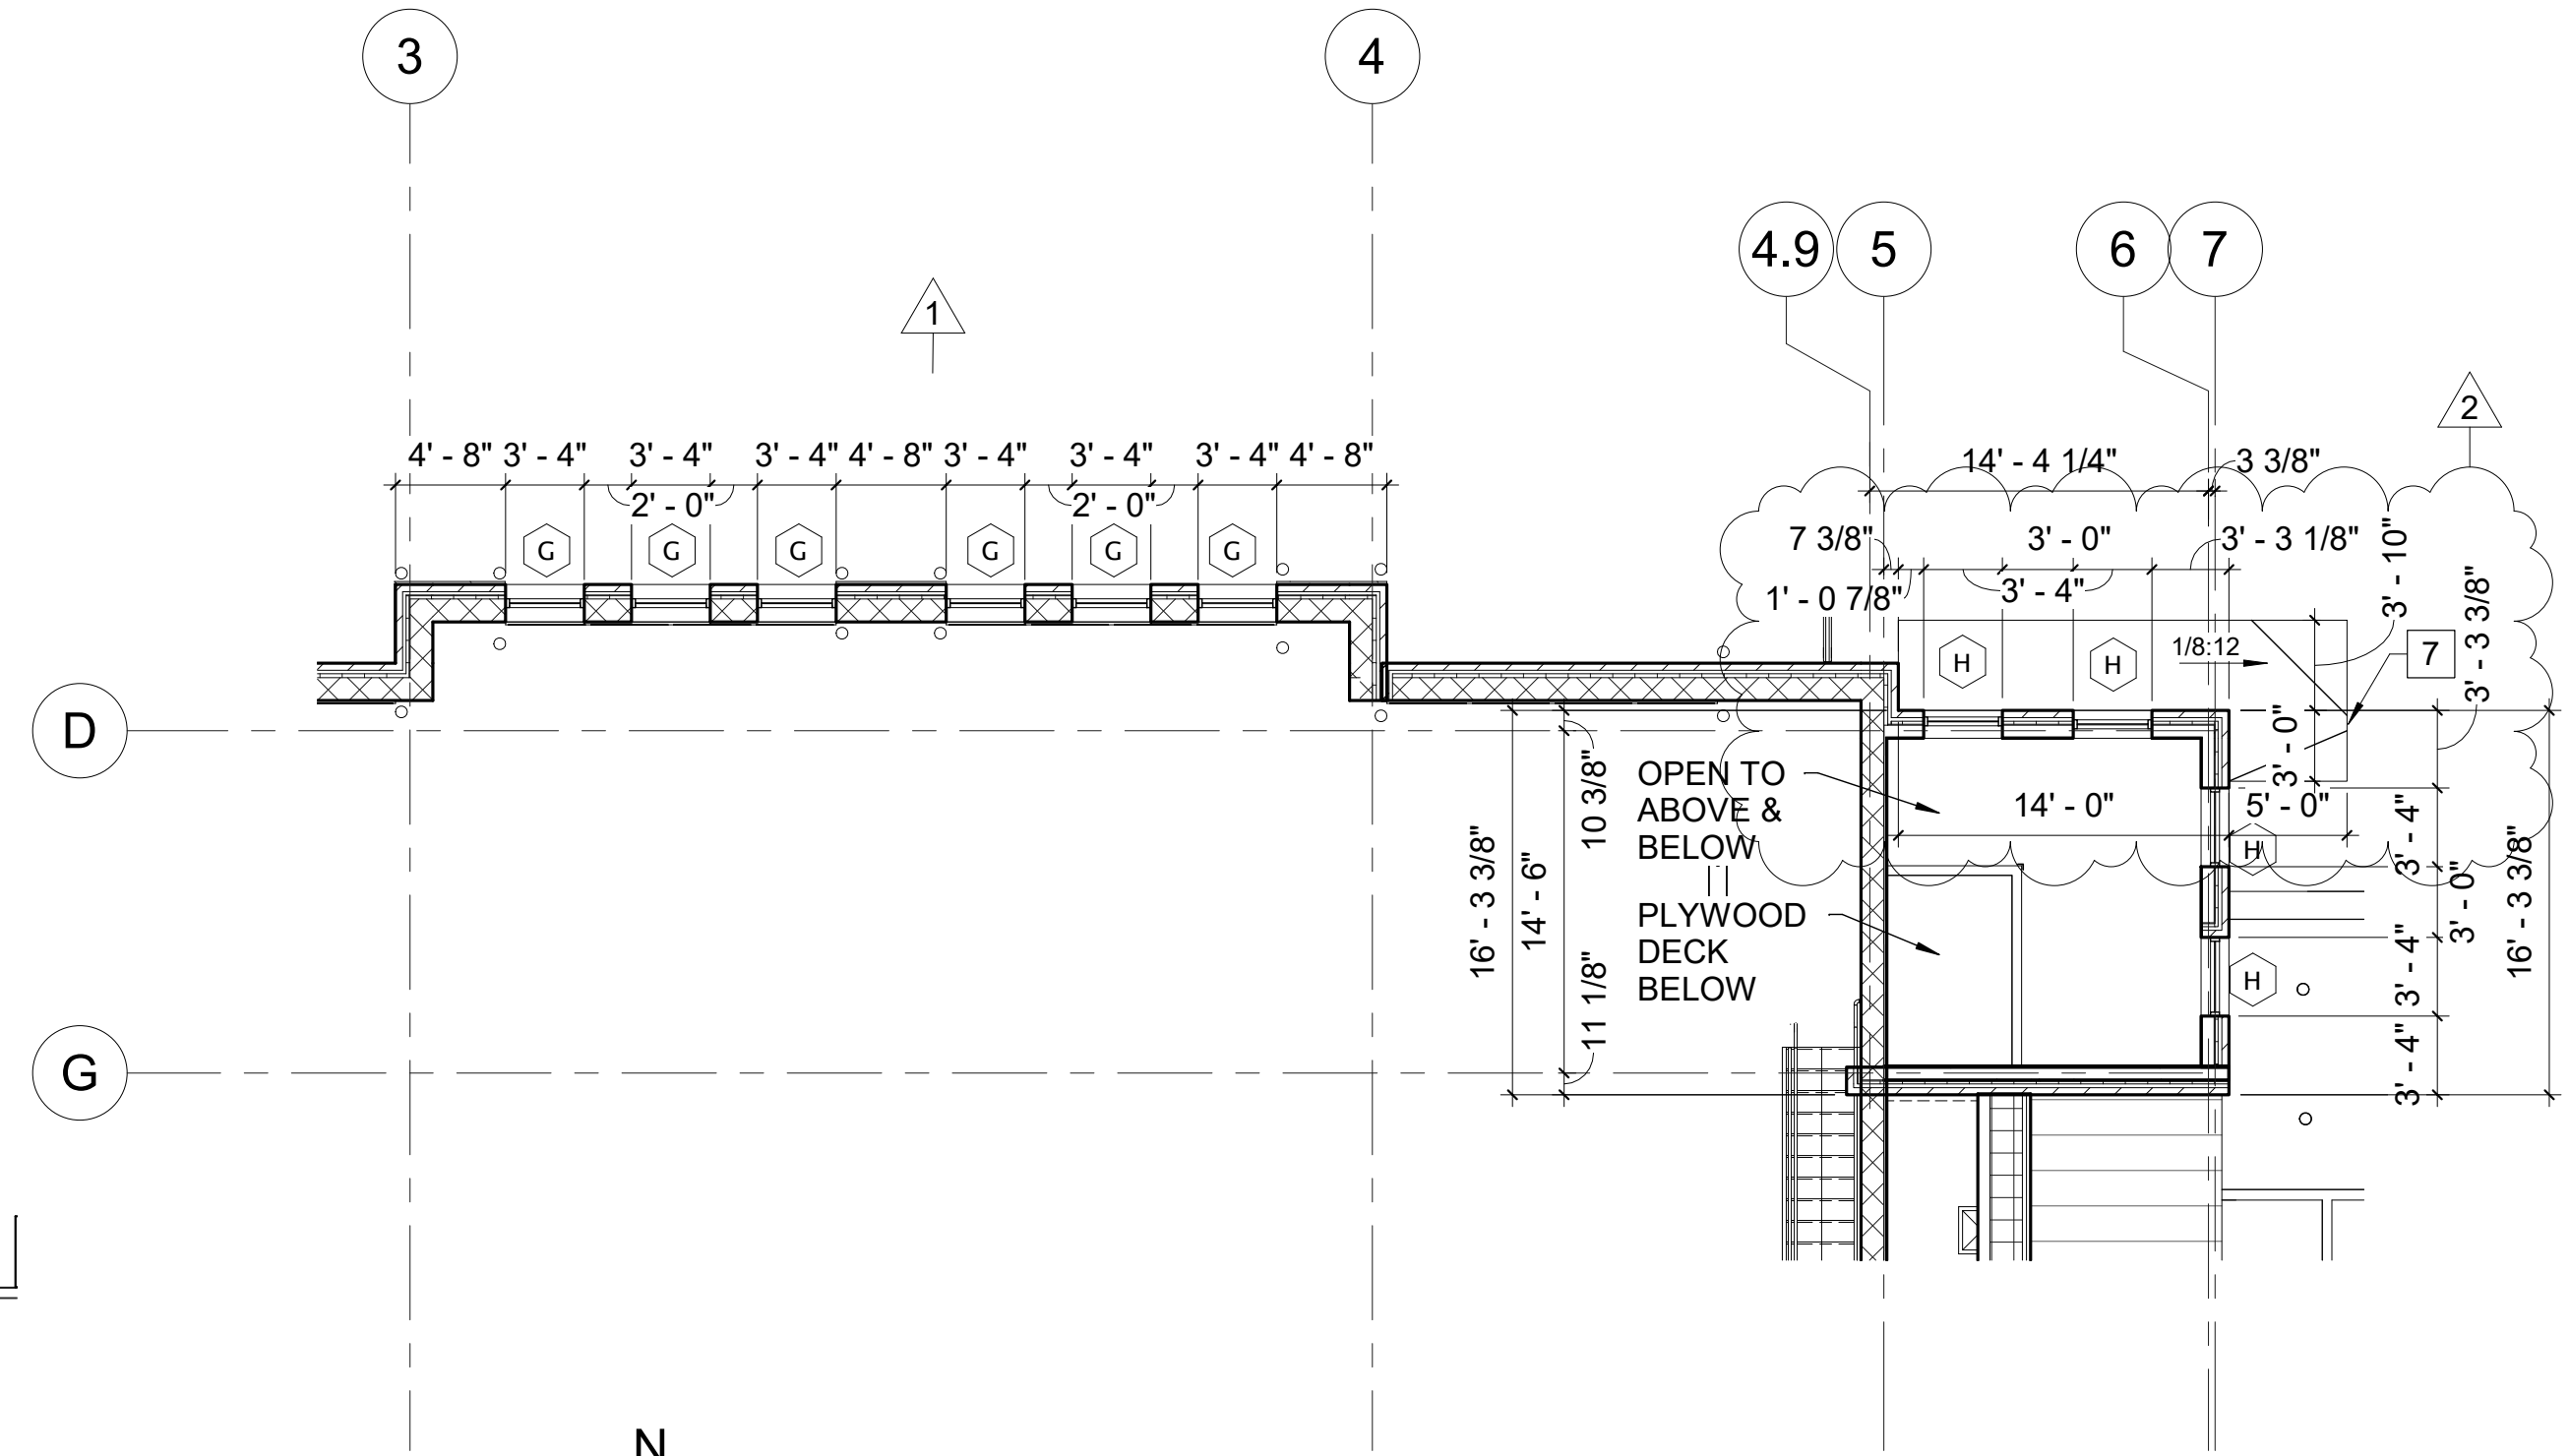 3
4
4.9
5
6
7
1
2
4' - 8" 3' - 4" 3' - 4" 3' - 4" 4' - 8" 3' - 4" 3' - 4" 3' - 4" 4' - 8"
2' - 0" 2' - 0"
14' - 4 1/4" 3 3/8"
7 3/8" 3' - 0" 3' - 3 1/8"
1' - 0 7/8" 3' - 4"
G G G G G G
H H
1/8:12
7
3' - 10"
3' - 3 3/8"
3' - 0"
D
OPEN TO
ABOVE &
BELOW
14' - 0" 5' - 0"
10 3/8"
16' - 3 3/8"
14' - 6"
11 1/8"
PLYWOOD
DECK
BELOW
H
H
3' - 4"
3' - 0"
3' - 4"
3' - 4"
16' - 3 3/8"
G
N